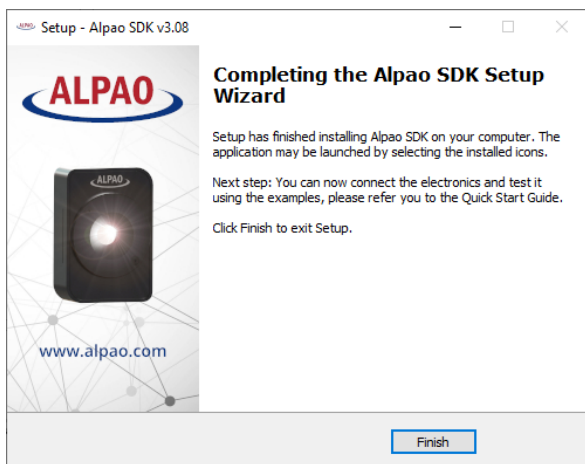 Setup - Alpao SDK v3.08
ALPAO
ALPAO
www.alpao.com
Completing the Alpao SDK Setup
Wizard
Setup has finished installing Alpao SDK on your computer. The
application may be launched by selecting the installed icons.
Next step: You can now connect the electronics and test it
using the examples, please refer you to the Quick Start Guide.
Click Finish to exit Setup.
Finish